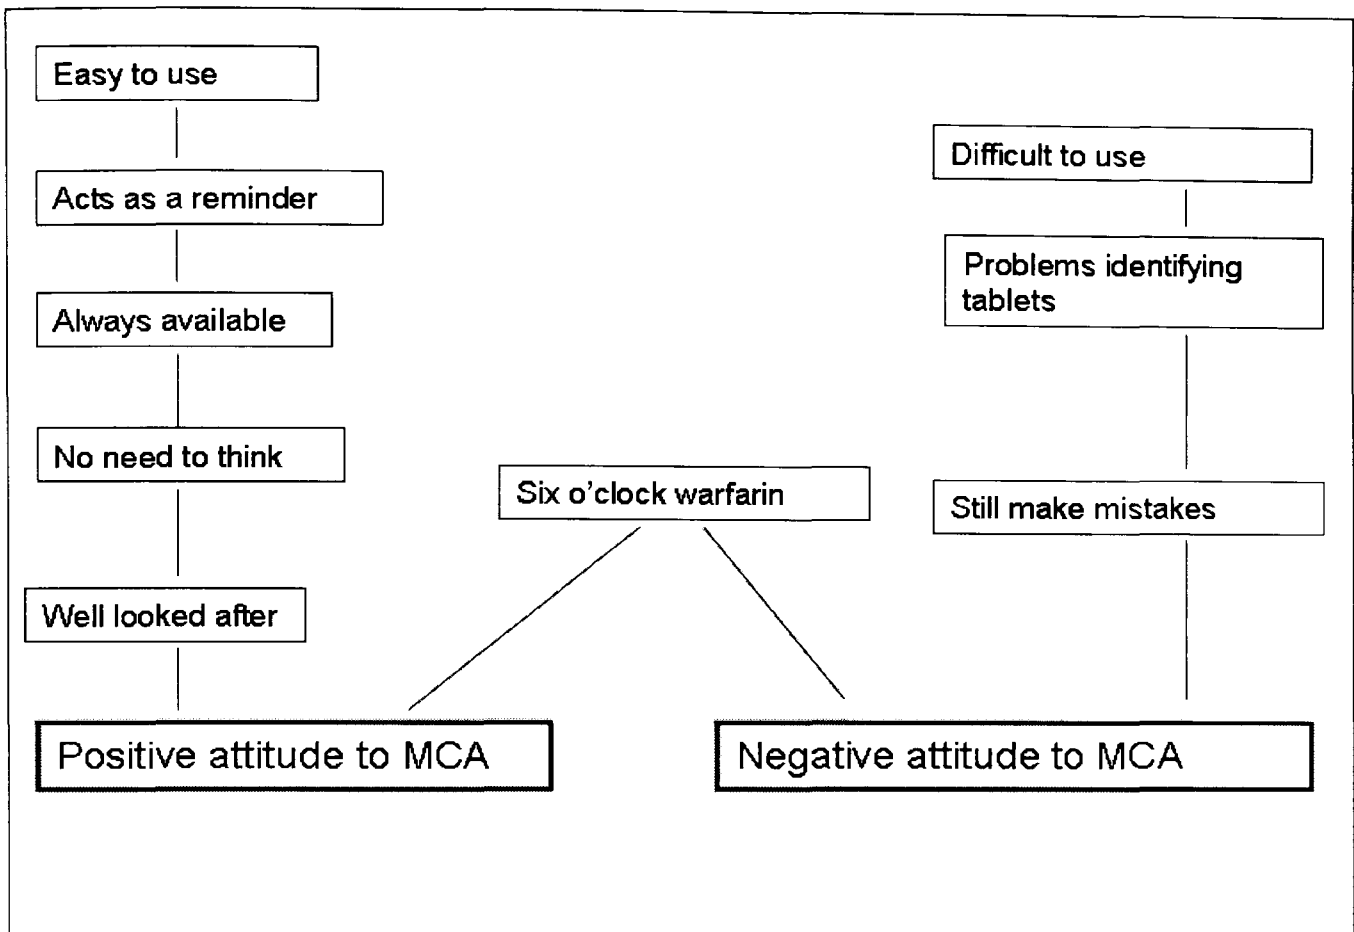 Easy to use
Acts as a reminder
Always available
No need to think
Well looked after
Six o'clock warfarin
Difficult to use
Problems identifying
tablets
Still make mistakes
Positive attitude to MCA
Negative attitude to MCA